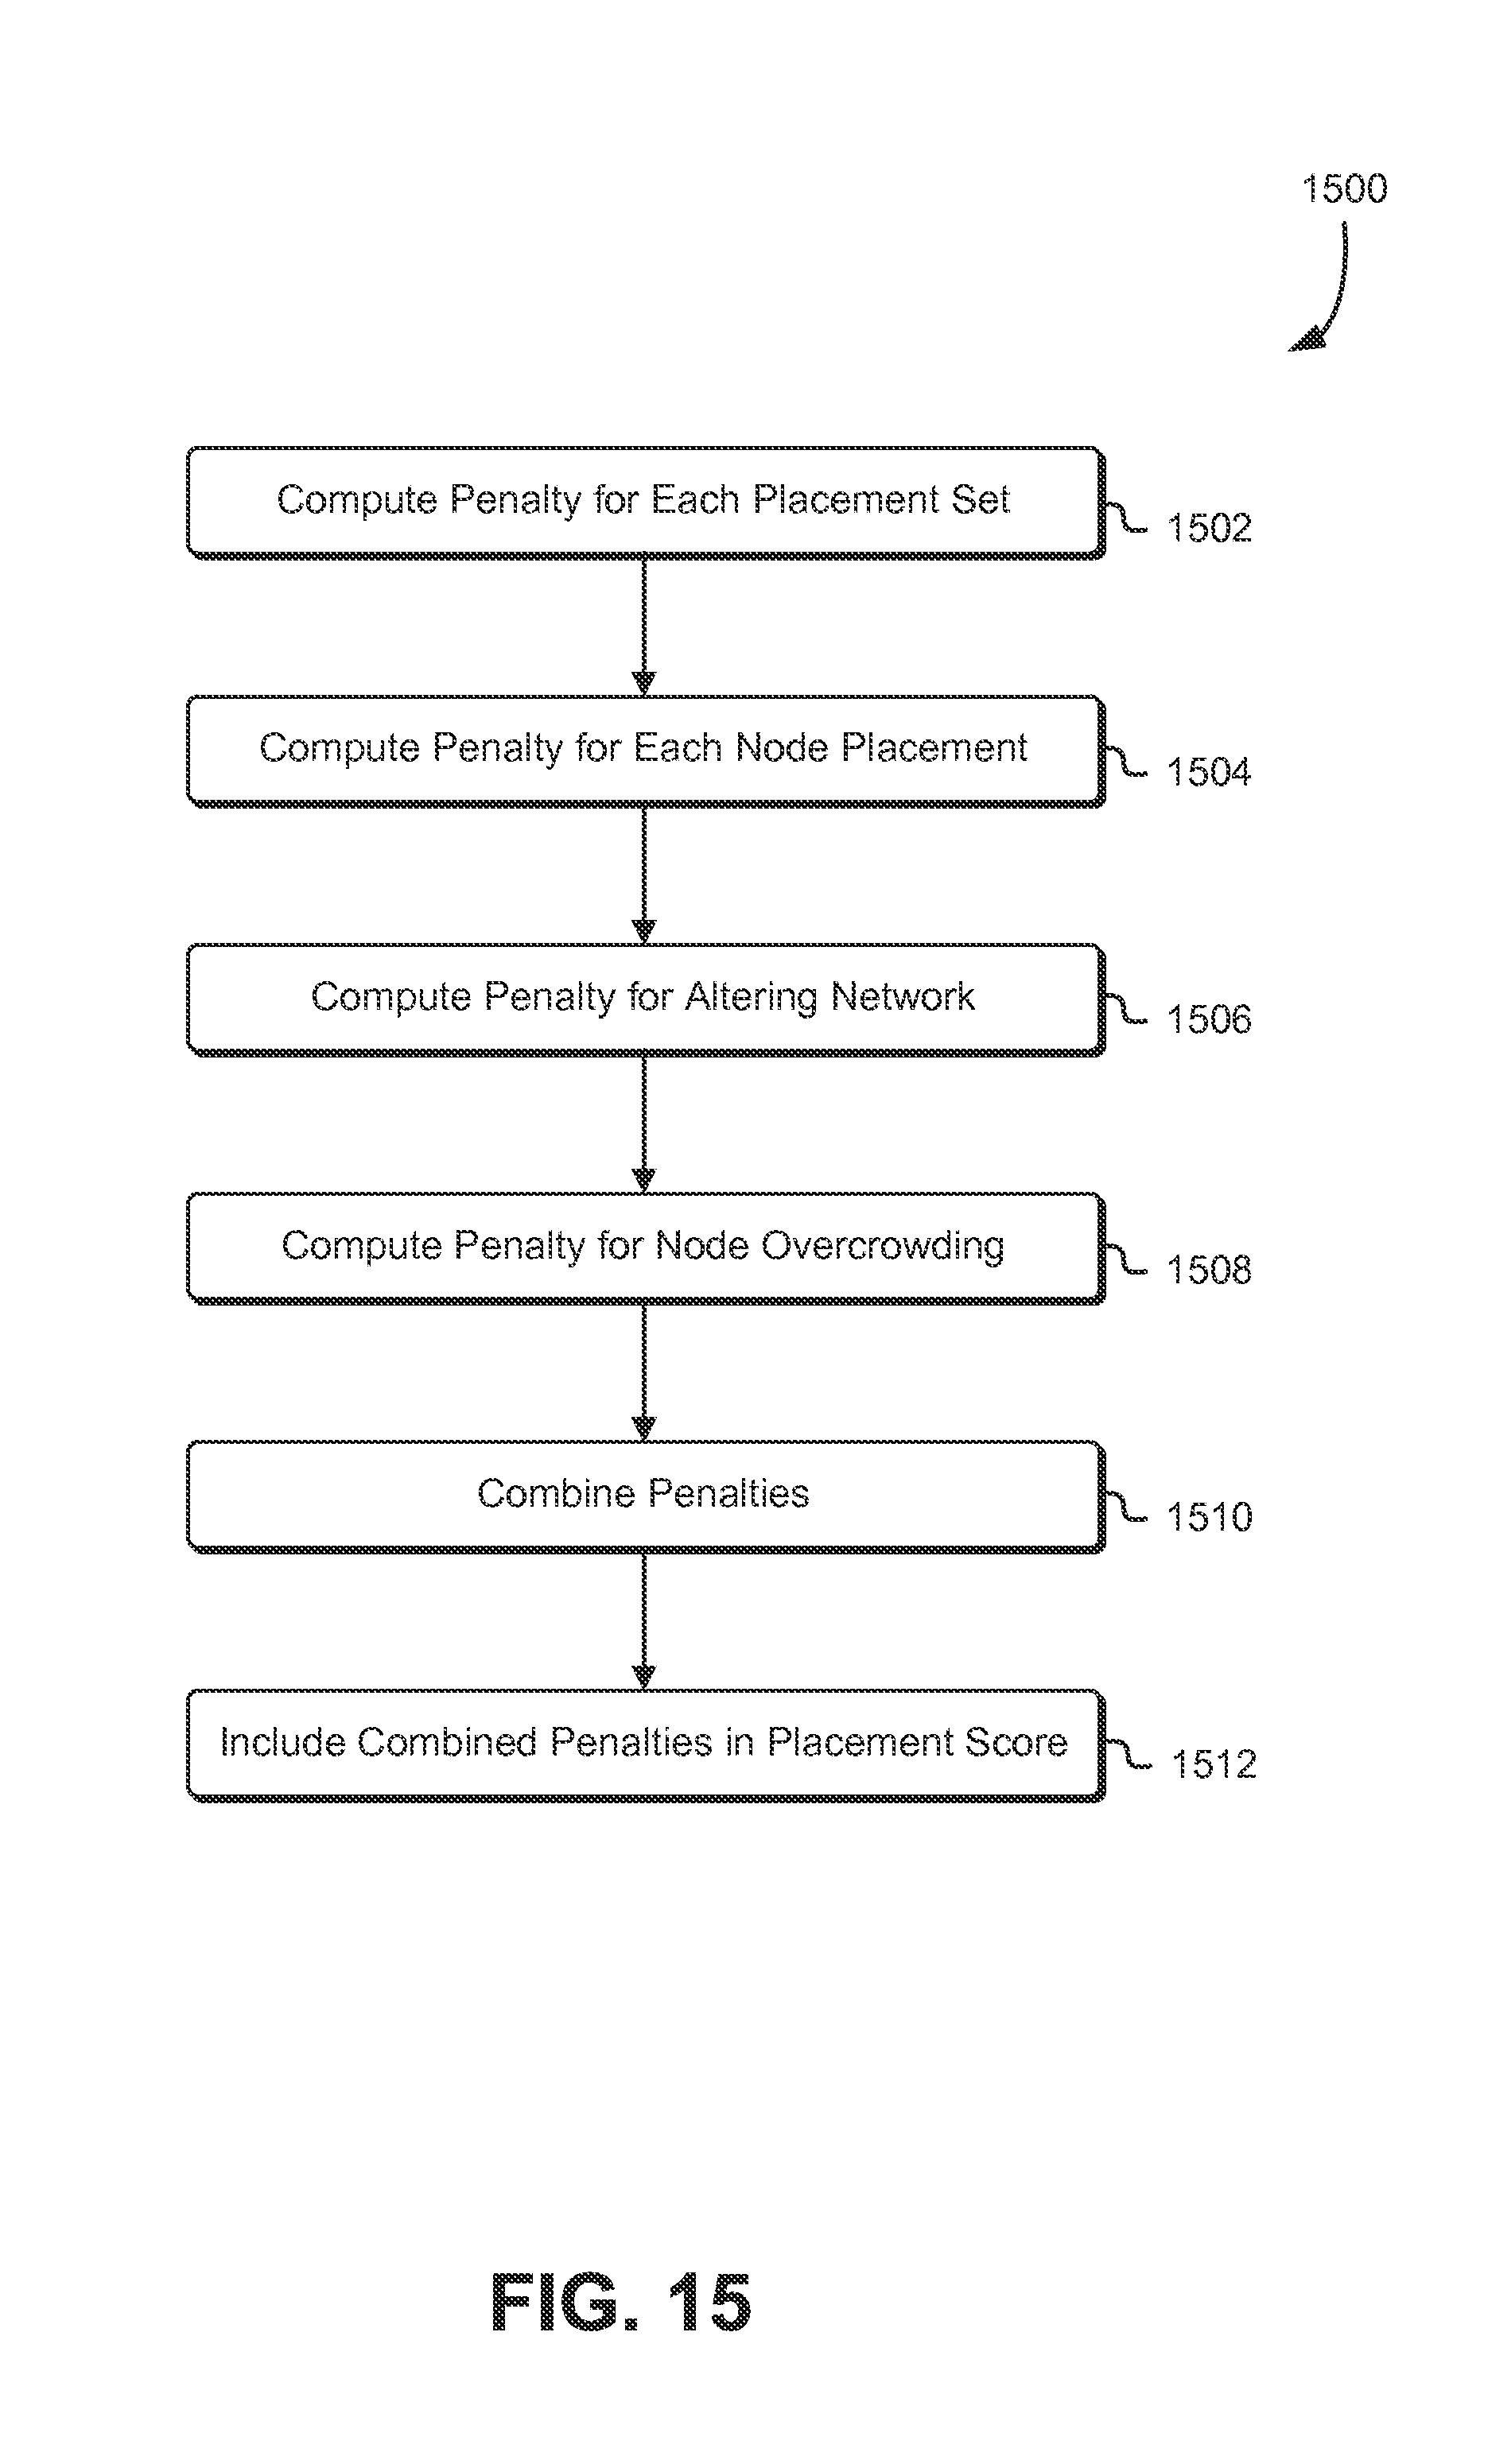 1500
Compute Penalty for Each Placement Set
1502
Compute Penalty for Each Node Placement
1504
Compute Penalty for Altering Network
1506
Compute Penalty for Node Overcrowding
1508
Combine Penalties
1510
Include Combined Penalties in Placement Score
1512
FIG. 15